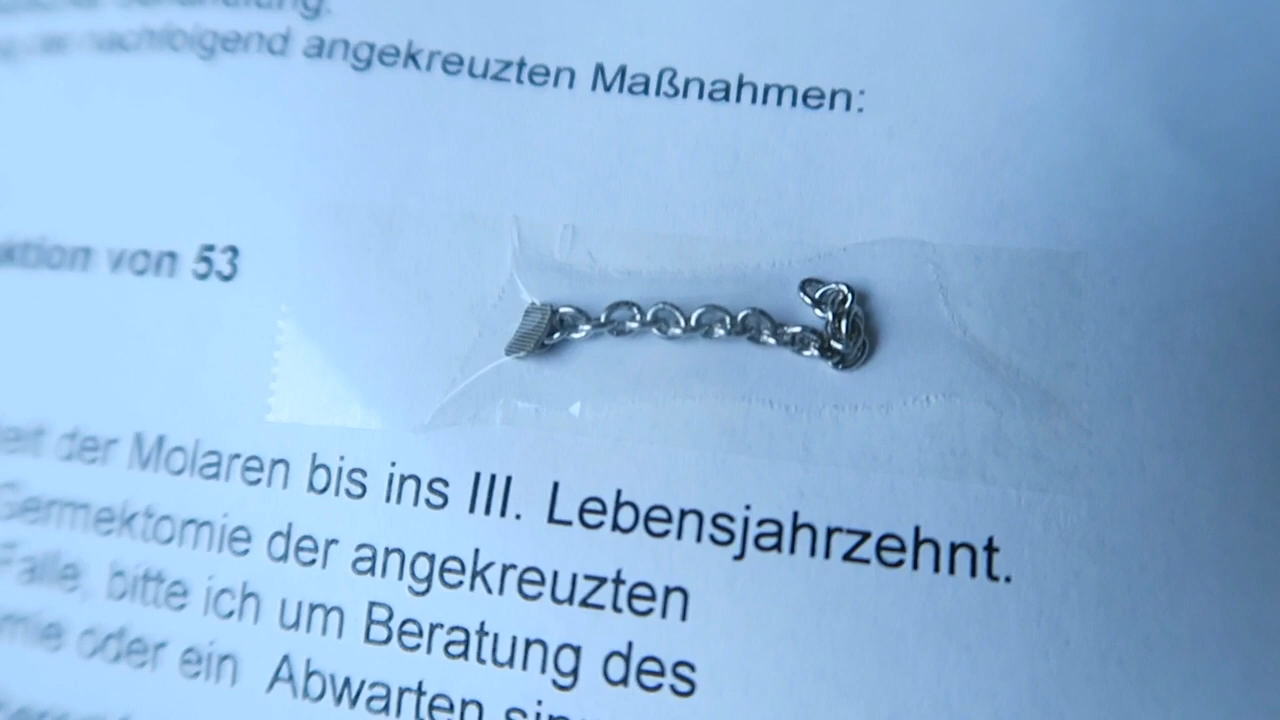 nachfolgend angekreuzten Maßnahmen:
von 53
der Molaren bis ins III. Lebensjahrzehnt.
Germektomie der angekreuzten
Falle, bitte ich um Beratung des
oder ein Abwarten